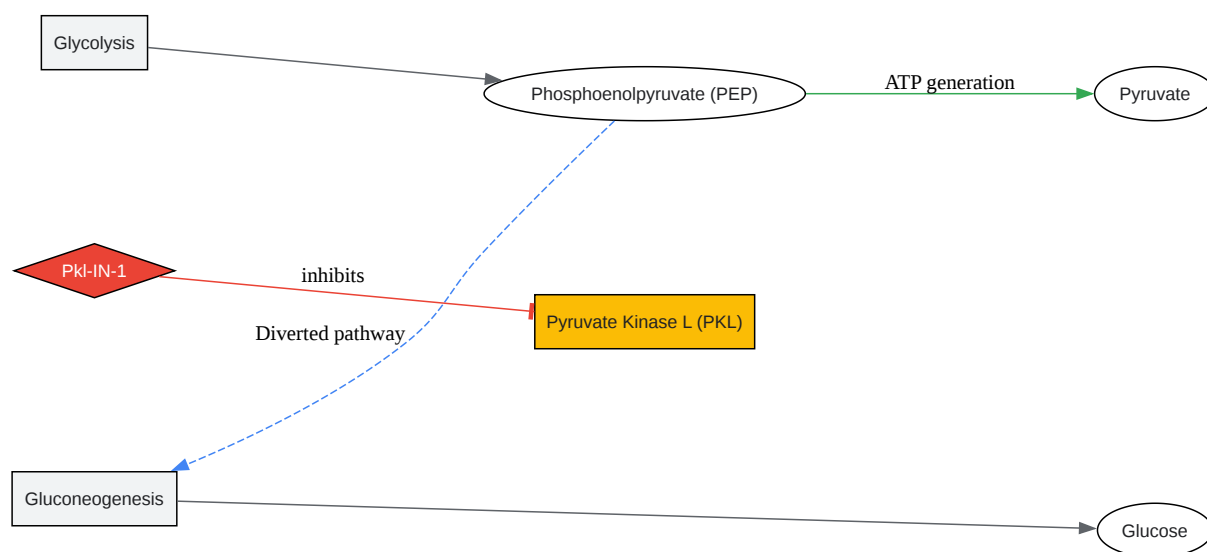 Glycolysis
Phosphoenolpyruvate (PEP)
ATP generation
Pyruvate
Pkl-IN-1
inhibits
Pyruvate Kinase L (PKL)
Diverted pathway
Gluconeogenesis
Glucose